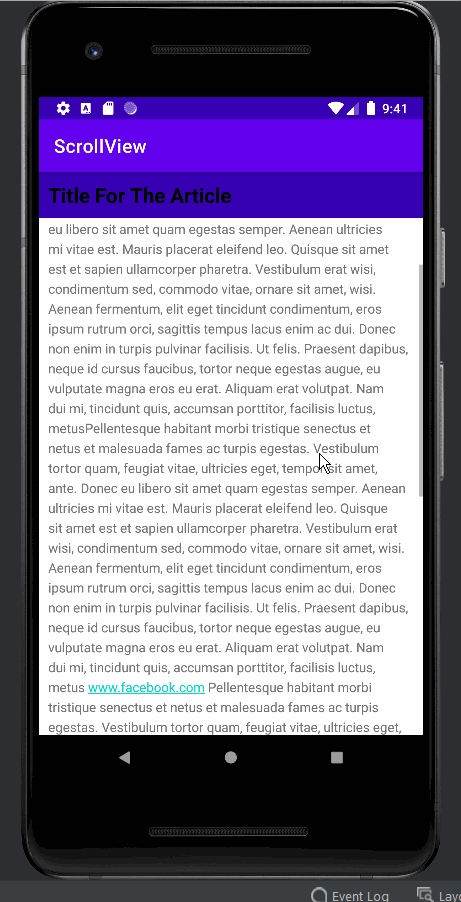 9:41
ScrollView
Title For The Article
eu libero sit amet quam egestas semper. Aenean ultricies
mi vitae est. Mauris placerat eleifend leo. Quisque sit amet
est et sapien ullamcorper pharetra. Vestibulum erat wisi,
condimentum sed, commodo vitae, ornare sit amet, wisi.
Aenean fermentum, elit eget tincidunt condimentum, eros
ipsum rutrum orci, sagittis tempus lacus enim ac dui. Donec
non enim in turpis pulvinar facilisis. Ut felis. Praesent dapibus,
neque id cursus faucibus, tortor neque egestas augue, eu
vulputate magna eros eu erat. Aliquam erat volutpat. Nam
dui mi, tincidunt quis, accumsan porttitor, facilisis luctus,
metusPellentesque habitant morbi tristique senectus et
netus et malesuada fames ac turpis egestas. Vestibulum
tortor quam, feugiat vitae, ultricies eget, tempor sit amet,
ante. Donec eu libero sit amet quam egestas semper. Aenean
ultricies mi vitae est. Mauris placerat eleifend leo. Quisque
sit amet est et sapien ullamcorper pharetra. Vestibulum erat
wisi, condimentum sed, commodo vitae, ornare sit amet, wisi.
Aenean fermentum, elit eget tincidunt condimentum, eros
ipsum rutrum orci, sagittis tempus lacus enim ac dui. Donec
non enim in turpis pulvinar facilisis. Ut felis. Praesent dapibus,
neque id cursus faucibus, tortor neque egestas augue, eu
vulputate magna eros eu erat. Aliquam erat volutpat. Nam
dui mi, tincidunt quis, accumsan porttitor, facilisis luctus,
metus www.facebook.com Pellentesque habitant morbi
tristique senectus et netus et malesuada fames ac turpis
egestas. Vestibulum tortor quam, feugiat vitae, ultricies eget,
Event Log Layo